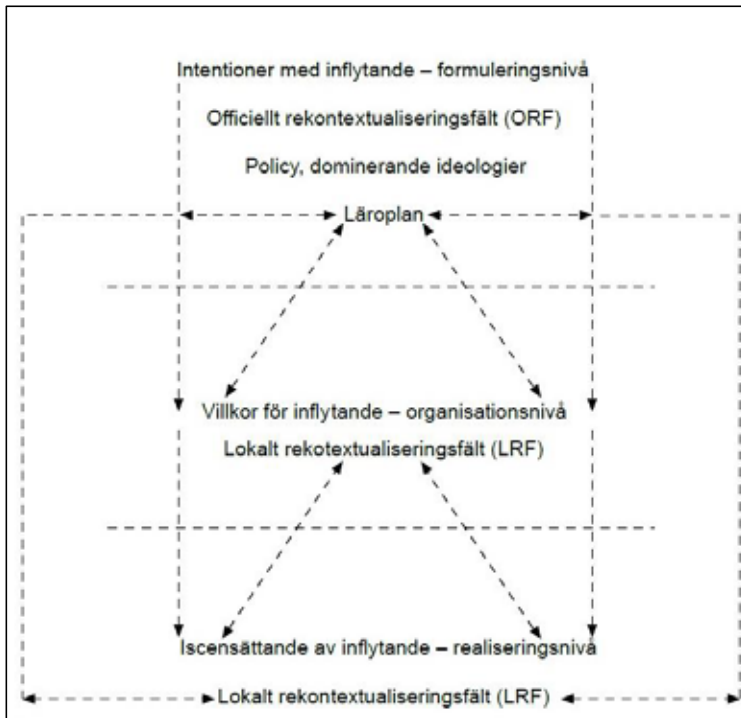 Intentioner med inflytande – formuleringsnivå
Officiellt rekontextualiseringsfält (ORF)
Policy, dominerande ideologier
Läroplan
Villkor för inflytande – organisationsnivå
Lokalt rekotextualiseringsfält (LRF)
Iscensättande av inflytande – realiseringsnivå
Lokalt rekontextualiseringsfält (LRF)